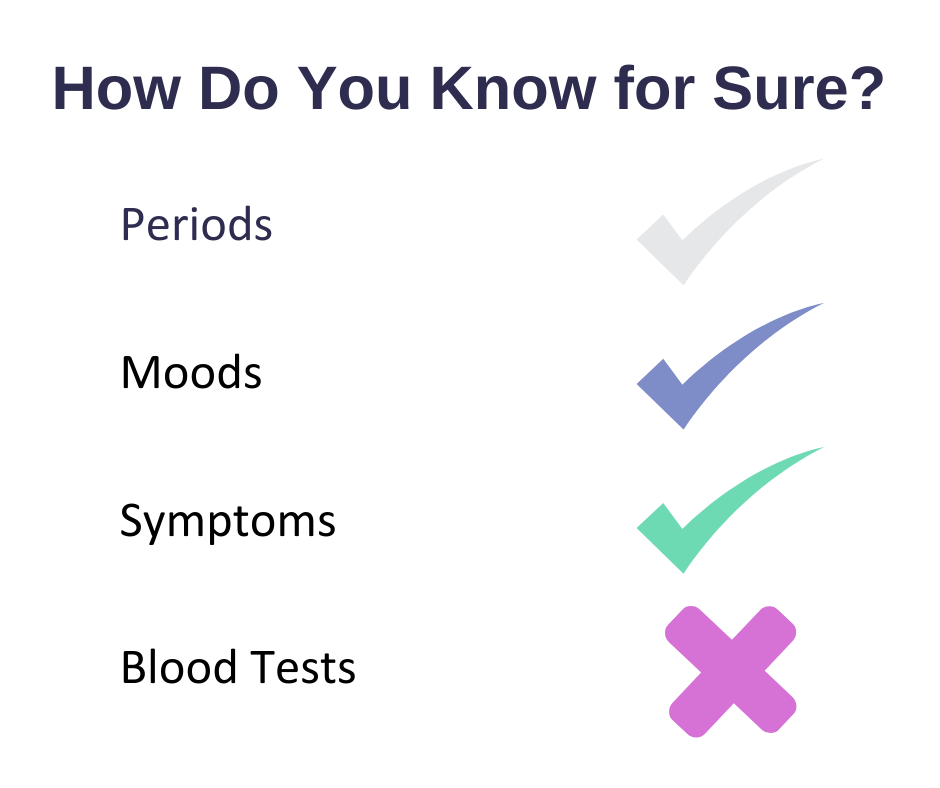 How Do You Know for Sure?
Periods
Moods
Symptoms
Blood Tests